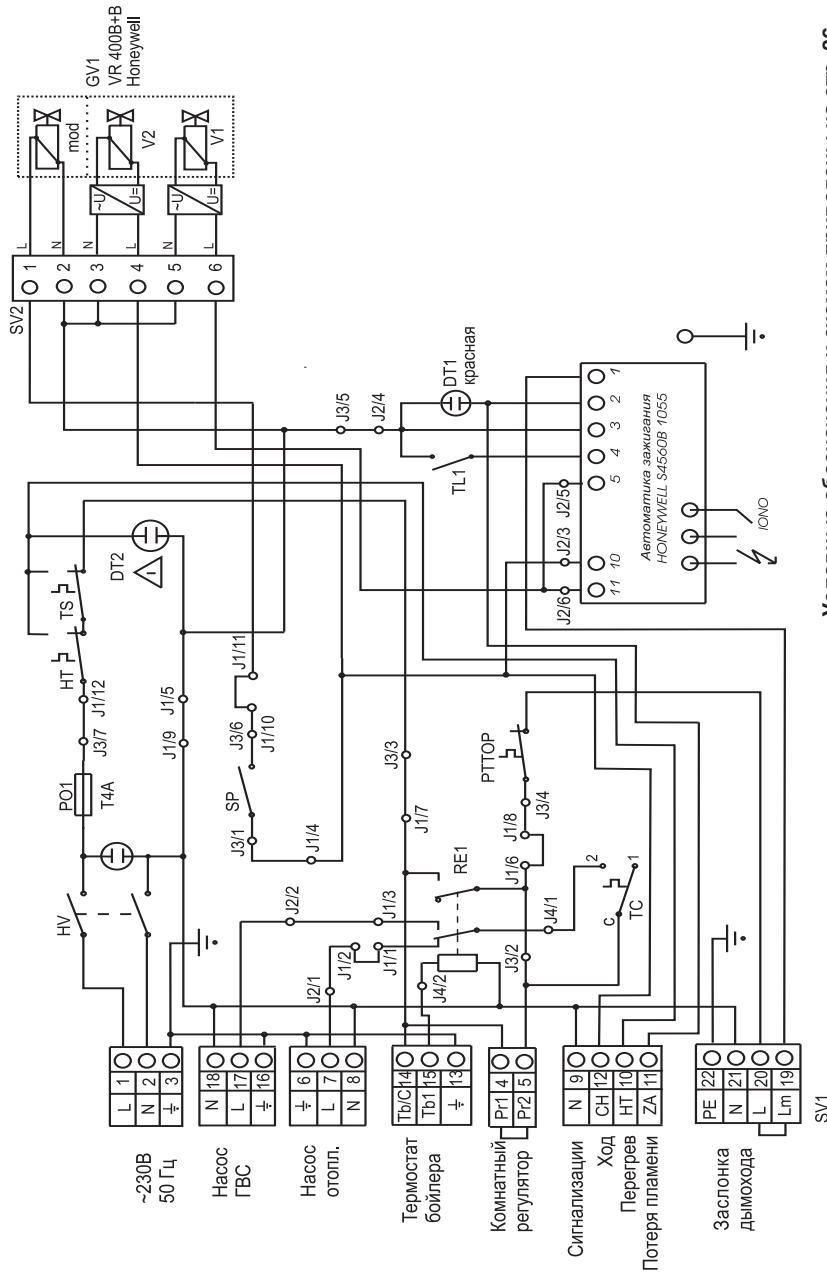 GV1
VR 400B+B
Honeywell
mod
V2
V1
~U
U=
~U
U=
L
N
N
L
N
L
SV2
1
2
3
4
5
6
DT2
TS
HT
J1/12
J3/7
PO1
T4A
HV
J1/5
J1/9
J1/11
J3/6
J1/10
SP
J3/1
J1/4
J3/5
J2/4
DT1
красная
TL1
J2/5
J2/3
J2/6
1
2
3
4
5
10
11
Автоматика зажигания
HONEYWELL S4560B 1055
IONO
J3/3
J1/7
РТТОР
J3/4
J1/8
J1/6
RE1
J2/2
J1/3
J1/2
J1/1
J2/1
J4/2
J4/1
J3/2
2
1
C
TC
~230В
50 Гц
L 1
N 2
3
Насос
ГВС
N 18
L 17
16
Насос
отопл.
6
L 7
N 8
Термостат
бойлера
Tb/C 14
Tb1 15
13
Комнатный
регулятор
Pr1 4
Pr2 5
Сигнализации
Ход
Перегрев
Потеря пламени
N 9
CH 12
HT 10
ZA 11
Заслонка
дымохода
PE 22
N 21
L 20
Lm 19
SV1